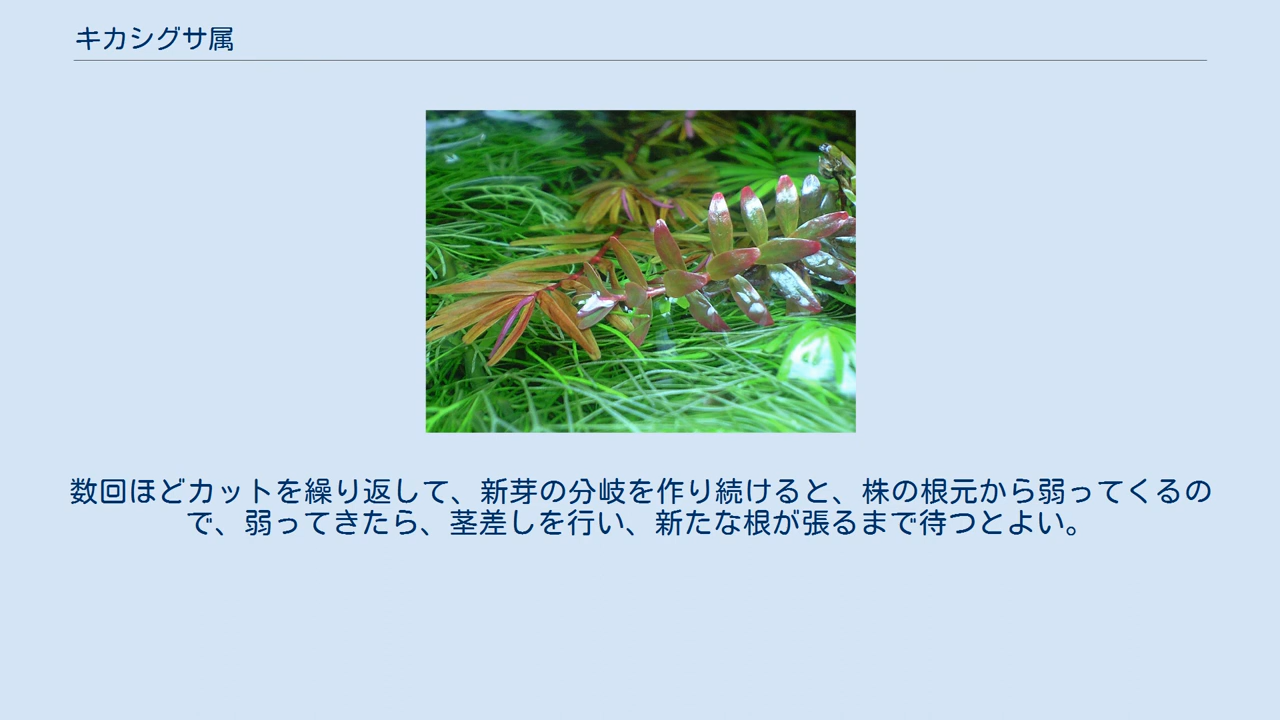 キカシグサ属
数回ほどカットを繰り返して、新芽の分岐を作り続けると、株の根元から弱ってくるの
で、弱ってきたら、茎差しを行い、新たな根が張るまで待つとよい。